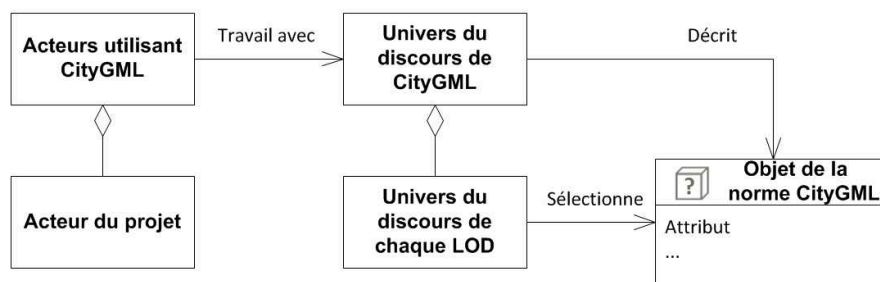 Acteurs utilisant
CityGML
Travail avec
Univers du
discours de
CityGML
Décrit
Acteur du projet
Univers du
discours de
chaque LOD
Sélectionne
?
Objet de la
norme CityGML
Attribut
...